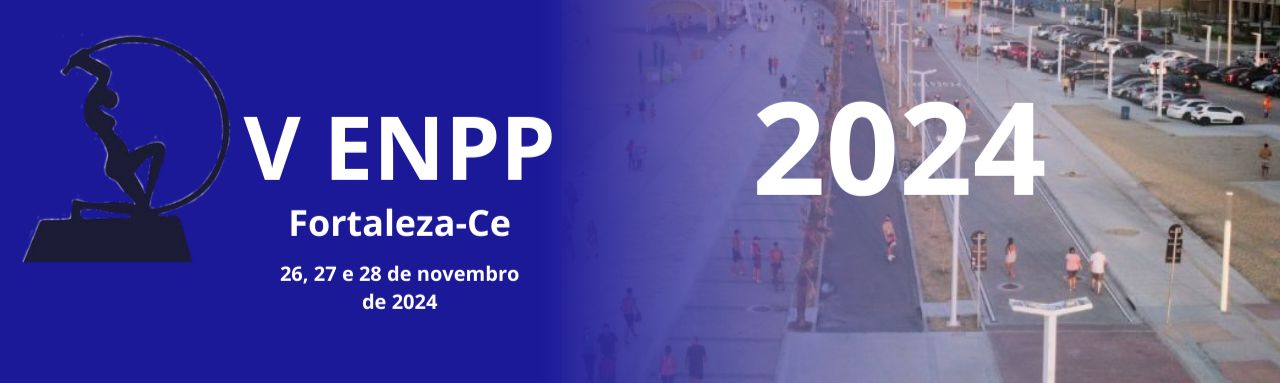 V ENPP
Fortaleza-Ce
26, 27 e 28 de novembro
de 2024
2024